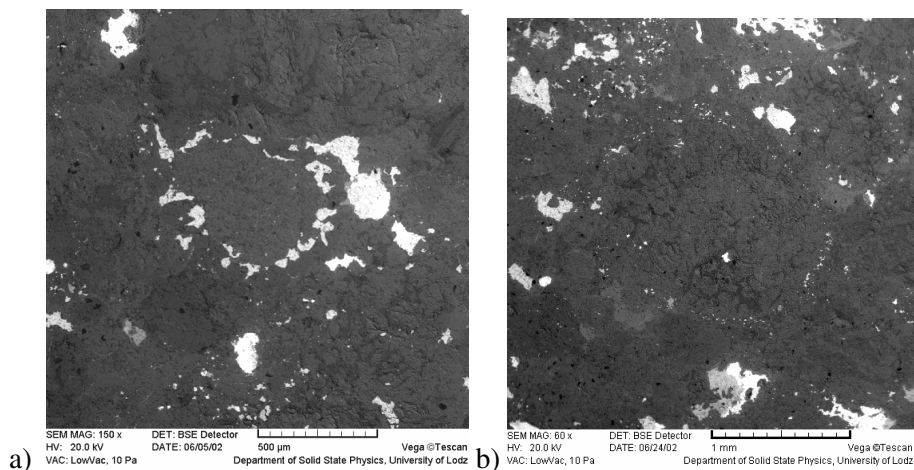 SEM MAG: 150 x DET: BSE Detector
HV: 20.0 kV DATE: 06/05/02 500 µm Vega ©Tescan
VAC: LowVac, 10 Pa Department of Solid State Physics, University of Lodz
a)
SEM MAG: 60 x DET: BSE Detector
HV: 20.0 kV DATE: 06/24/02 1 mm Vega ©Tescan
VAC: LowVac, 10 Pa Department of Solid State Physics, University of Lodz
b)